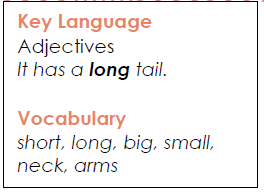 Key Language
Adjectives
It has a long tail.
Vocabulary
short, long, big, small,
neck, arms